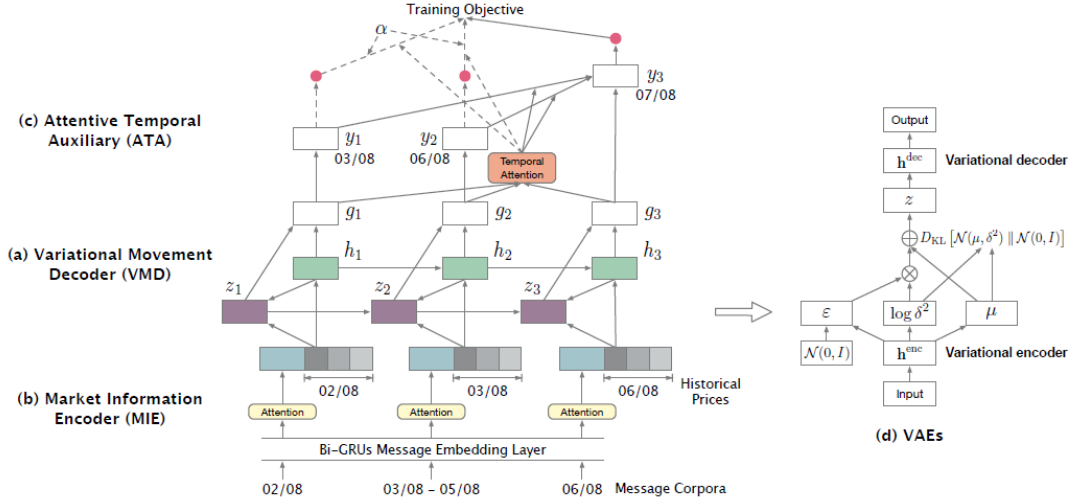 Training Objective
α
y₃
07/08
(c) Attentive Temporal
Auxiliary (ATA)
y₁
03/08
y₂
06/08
Temporal
Attention
g₁
g₂
g₃
(a) Variational Movement
Decoder (VMD)
h₁
h₂
h₃
z₁
z₂
z₃
02/08
03/08
06/08
Historical
Prices
(b) Market Information
Encoder (MIE)
Attention
Attention
Attention
Bi-GRUs Message Embedding Layer
02/08
03/08 – 05/08
06/08
Message Corpora
Output
h^dec
Variational decoder
z
D_KL [N(μ, δ²) ∥ N(0, I)]
ε
log δ²
μ
N(0, I)
h^enc
Variational encoder
Input
(d) VAEs